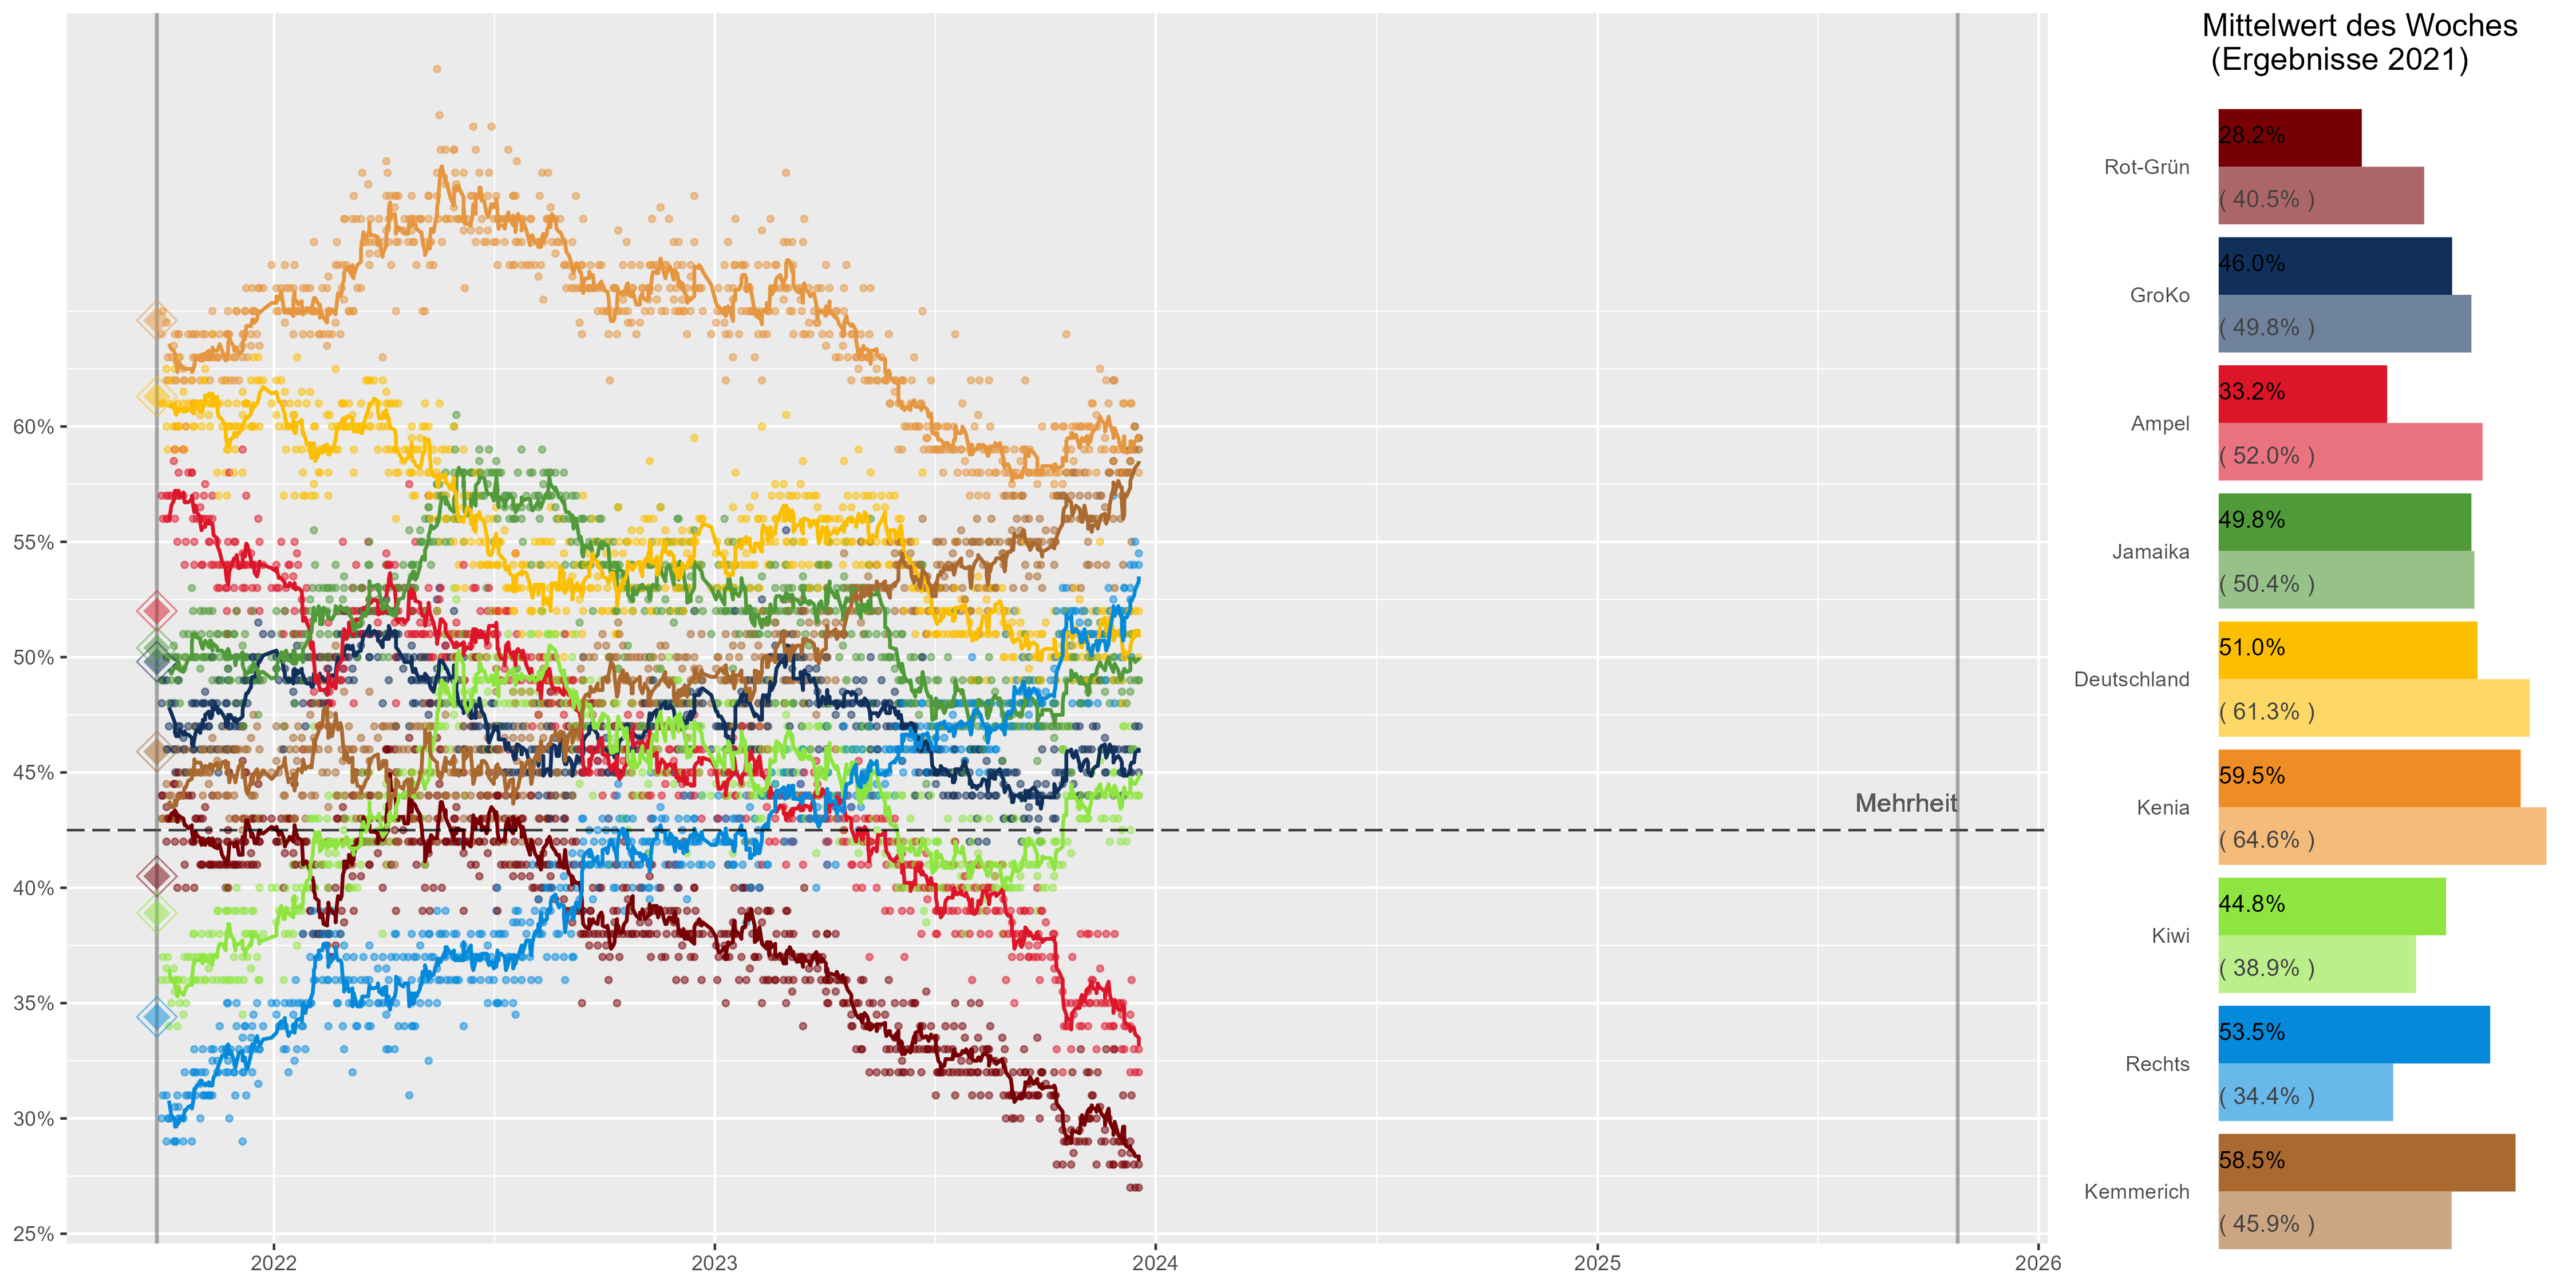 Mittelwert des Woches
(Ergebnisse 2021)
60%
55%
50%
45%
40%
35%
30%
25%
Mehrheit
2022
2023
2024
2025
2026
Rot-Grün
28.2%
( 40.5% )
GroKo
46.0%
( 49.8% )
Ampel
33.2%
( 52.0% )
Jamaika
49.8%
( 50.4% )
Deutschland
51.0%
( 61.3% )
Kenia
59.5%
( 64.6% )
Kiwi
44.8%
( 38.9% )
Rechts
53.5%
( 34.4% )
Kemmerich
58.5%
( 45.9% )